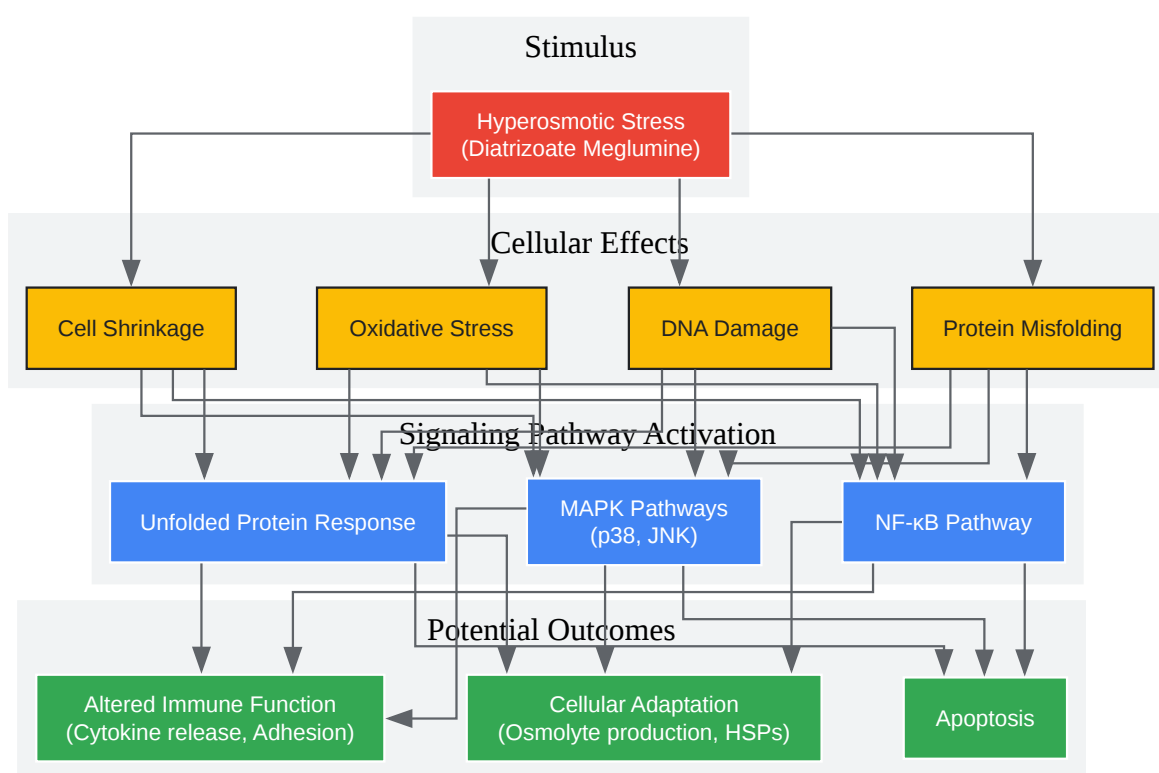 Stimulus
Hyperosmotic Stress
(Diatrizoate Meglumine)
Cellular Effects
Cell Shrinkage
Oxidative Stress
DNA Damage
Protein Misfolding
Signaling Pathway Activation
Unfolded Protein Response
MAPK Pathways
(p38, JNK)
NF-κB Pathway
Potential Outcomes
Altered Immune Function
(Cytokine release, Adhesion)
Cellular Adaptation
(Osmolyte production, HSPs)
Apoptosis